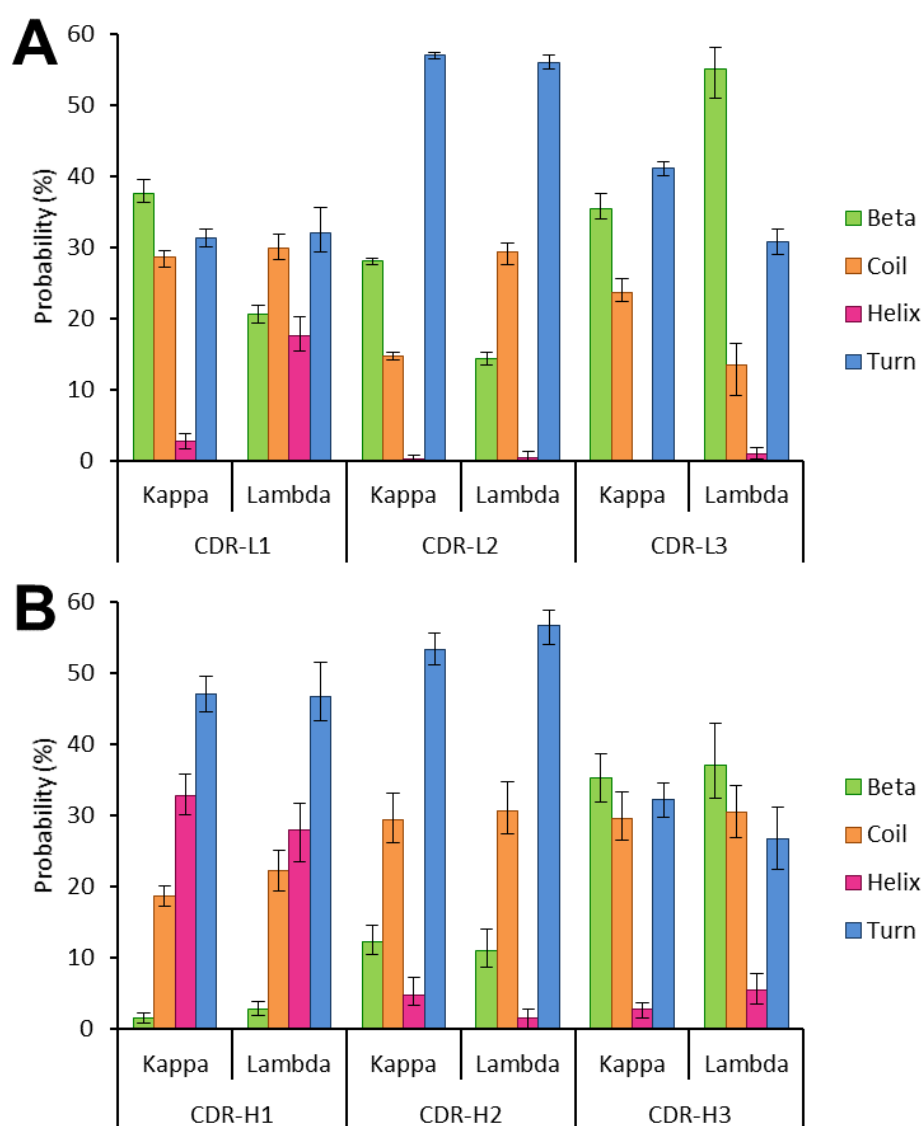 A
Probability (%)
60
50
40
30
20
10
0
Beta
Coil
Helix
Turn
Kappa Lambda Kappa Lambda Kappa Lambda
CDR-L1 CDR-L2 CDR-L3
B
Probability (%)
60
50
40
30
20
10
0
Beta
Coil
Helix
Turn
Kappa Lambda Kappa Lambda Kappa Lambda
CDR-H1 CDR-H2 CDR-H3